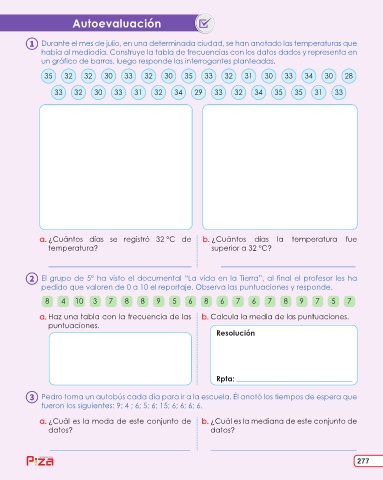 Autoevaluación
1 Durante el mes de julio, en una determinada ciudad, se han anotado las temperaturas que
había al mediodía. Construye la tabla de frecuencias con los datos dados y representa en
un gráfico de barras, luego responde las interrogantes planteadas.
35 32 32 30 33 32 30 35 33 32 31 30 33 34 30 28
33 32 30 33 31 32 34 29 33 32 34 35 35 31 33
a. ¿Cuántos días se registró 32 °C de
temperatura?
b. ¿Cuántos días la temperatura fue
superior a 32 °C?
2 El grupo de 5° ha visto el documental "La vida en la Tierra", al final el profesor les ha
pedido que valoren de 0 a 10 el reportaje. Observa las puntuaciones y responde.
8 4 10 3 7 8 8 9 5 6 8 6 7 6 7 8 9 7 5 7
a. Haz una tabla con la frecuencia de las
puntuaciones.
b. Calcula la media de las puntuaciones.
Resolución
Rpta:
3 Pedro toma un autobús cada día para ir a la escuela. Él anotó los tiempos de espera que
fueron los siguientes: 9; 4 ; 6; 5; 6; 15; 6; 6; 6; 6.
a. ¿Cuál es la moda de este conjunto de
datos?
b. ¿Cuál es la mediana de este conjunto de
datos?
P:za
277